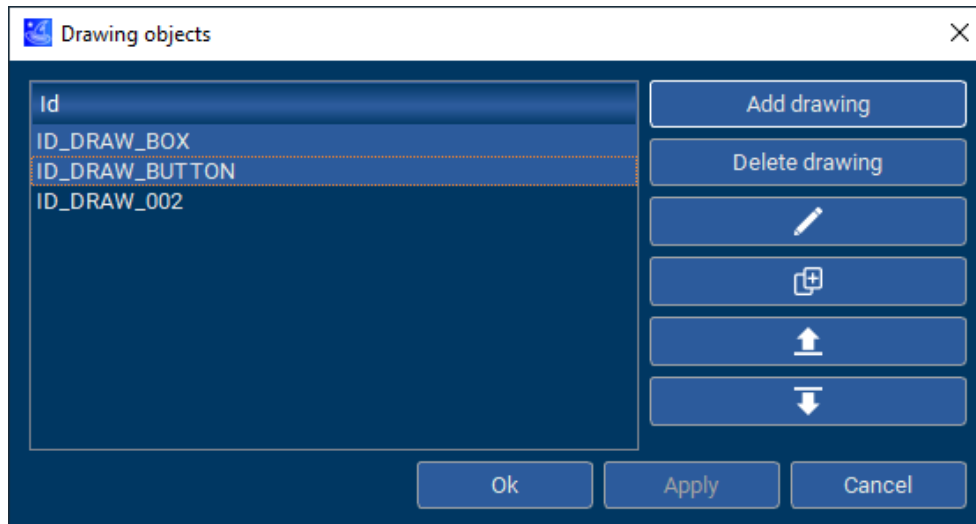 Drawing objects
Id
ID_DRAW_BOX
ID_DRAW_BUTTON
ID_DRAW_002
Add drawing
Delete drawing
Ok
Apply
Cancel